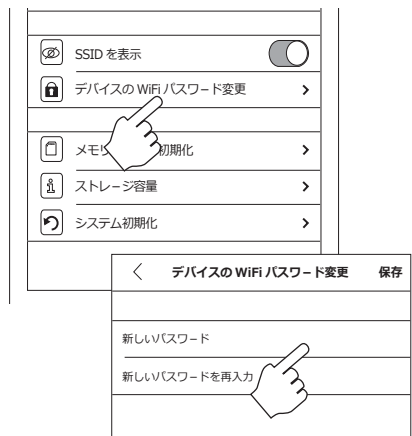 SSID を表示
デバイスの WiFi パスワード変更
メモリ 初期化
ストレージ容量
システム初期化
デバイスの WiFi パスワード変更 保存
新しいパスワード
新しいパスワードを再入力